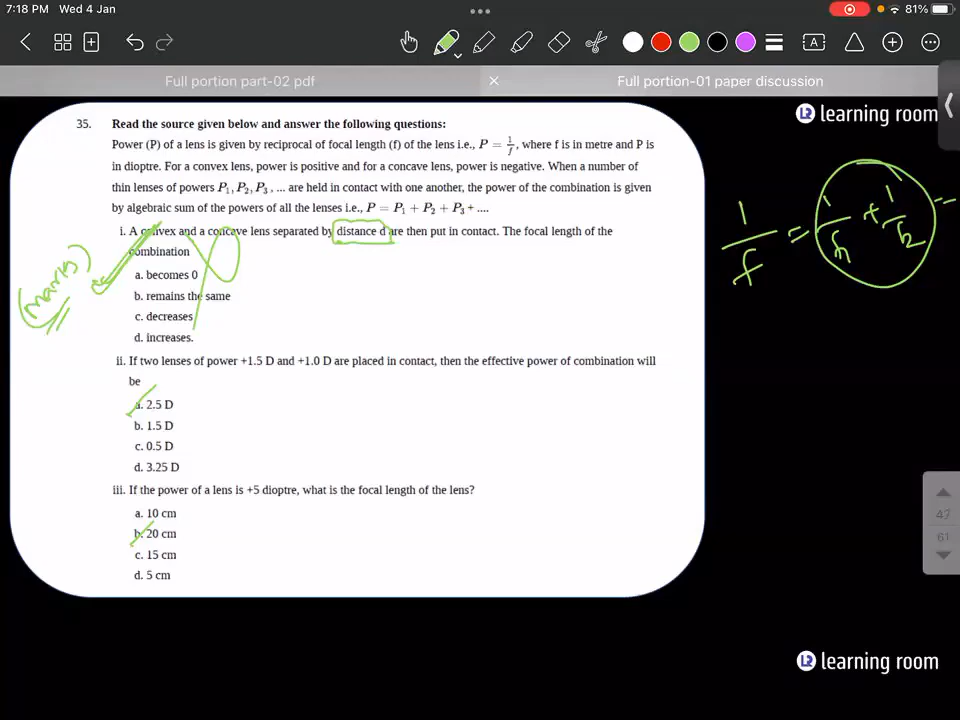 7:18 PM Wed 4 Jan
81%
A
Full portion part-02 pdf
Full portion-01 paper discussion
learning room
35. Read the source given below and answer the following questions:
Power (P) of a lens is given by reciprocal of focal length (f) of the lens i.e., P = 1/f, where f is in metre and P is
in dioptre. For a convex lens, power is positive and for a concave lens, power is negative. When a number of
thin lenses of powers P₁, P₂, P₃, ... are held in contact with one another, the power of the combination is given
by algebraic sum of the powers of all the lenses i.e., P = P₁ + P₂ + P₃ + ....
i. A convex and a concave lens separated by distance d are then put in contact. The focal length of the
combination
a. becomes 0
b. remains the same
c. decreases
d. increases.
(marks)
ii. If two lenses of power +1.5 D and +1.0 D are placed in contact, then the effective power of combination will
be
a. 2.5 D
b. 1.5 D
c. 0.5 D
d. 3.25 D
iii. If the power of a lens is +5 dioptre, what is the focal length of the lens?
a. 10 cm
b. 20 cm
c. 15 cm
d. 5 cm
1/f = 1/f₁ + 1/f₂ --
47
61
learning room